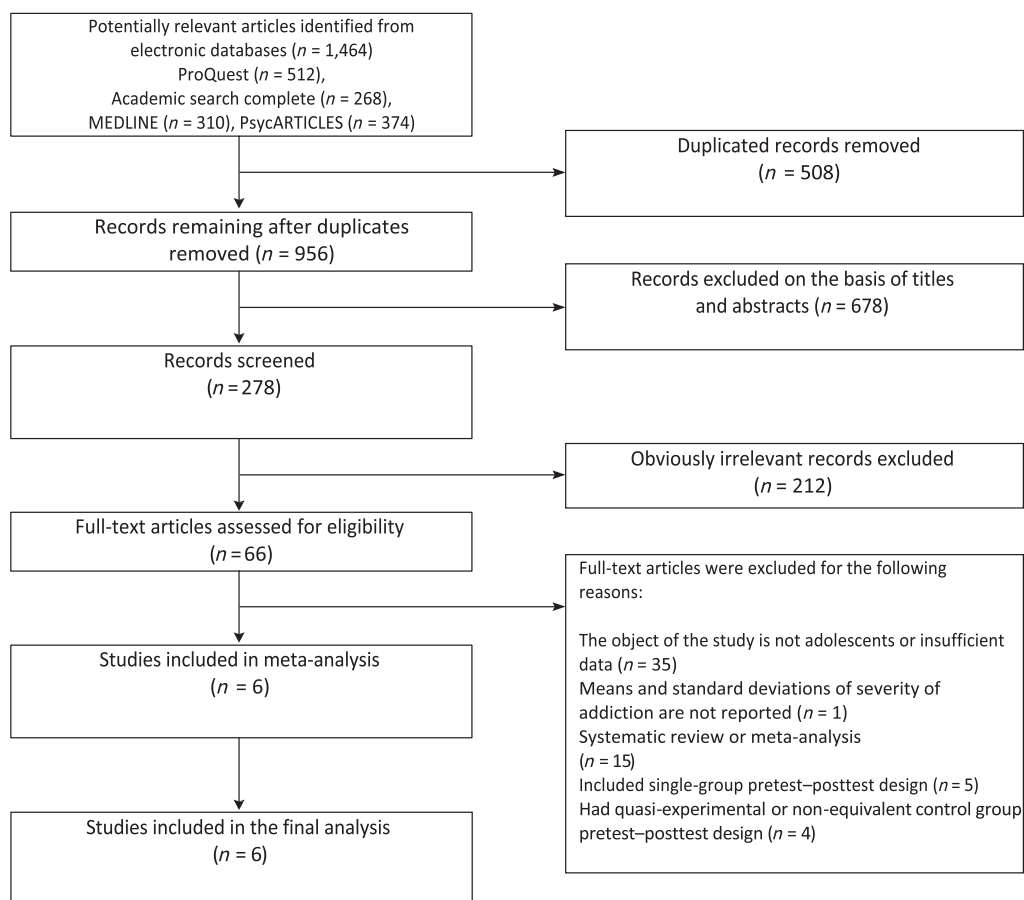 Potentially relevant articles identified from
electronic databases (n = 1,464)
ProQuest (n = 512),
Academic search complete (n = 268),
MEDLINE (n = 310), PsycARTICLES (n = 374)
Duplicated records removed
(n = 508)
Records remaining after duplicates
removed (n = 956)
Records excluded on the basis of titles
and abstracts (n = 678)
Records screened
(n = 278)
Obviously irrelevant records excluded
(n = 212)
Full-text articles assessed for eligibility
(n = 66)
Full-text articles were excluded for the following
reasons:
The object of the study is not adolescents or insufficient
data (n = 35)
Means and standard deviations of severity of
addiction are not reported (n = 1)
Systematic review or meta-analysis
(n = 15)
Included single-group pretest–posttest design (n = 5)
Had quasi-experimental or non-equivalent control group
pretest–posttest design (n = 4)
Studies included in meta-analysis
(n = 6)
Studies included in the final analysis
(n = 6)